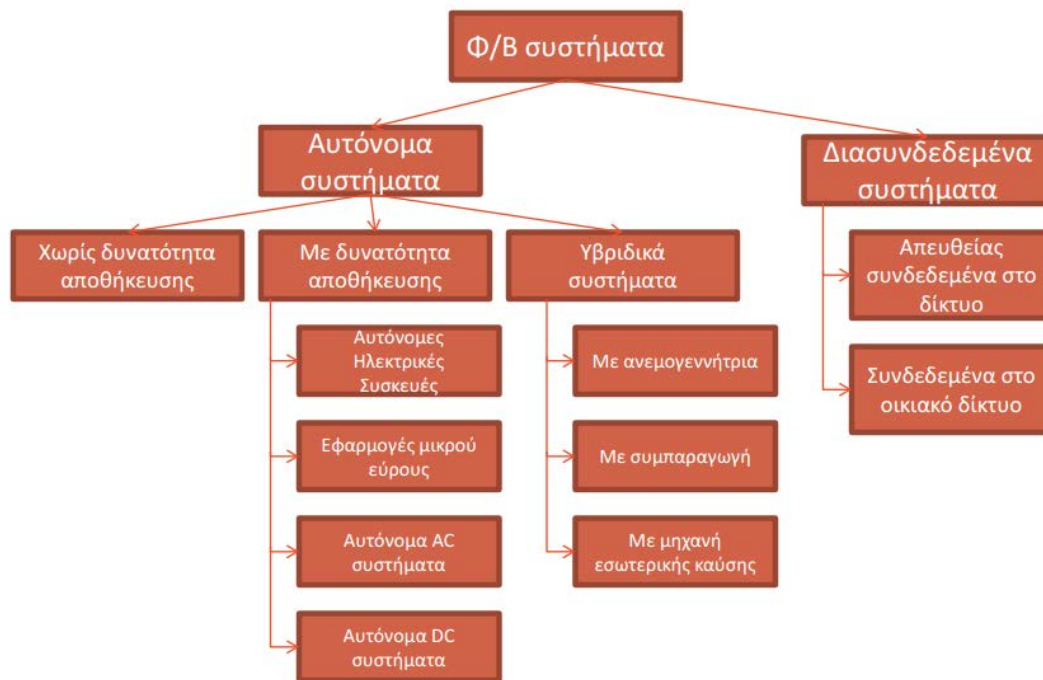 Φ/Β συστήματα
Αυτόνομα
συστήματα
Διασυνδεδεμένα
συστήματα
Χωρίς δυνατότητα
αποθήκευσης
Με δυνατότητα
αποθήκευσης
Υβριδικά
συστήματα
Απευθείας
συνδεδεμένα στο
δίκτυο
Αυτόνομες
Ηλεκτρικές
Συσκευές
Με ανεμογεννήτρια
Συνδεδεμένα στο
οικιακό δίκτυο
Εφαρμογές μικρού
εύρους
Με συμπαραγωγή
Αυτόνομα AC
συστήματα
Με μηχανή
εσωτερικής καύσης
Αυτόνομα DC
συστήματα